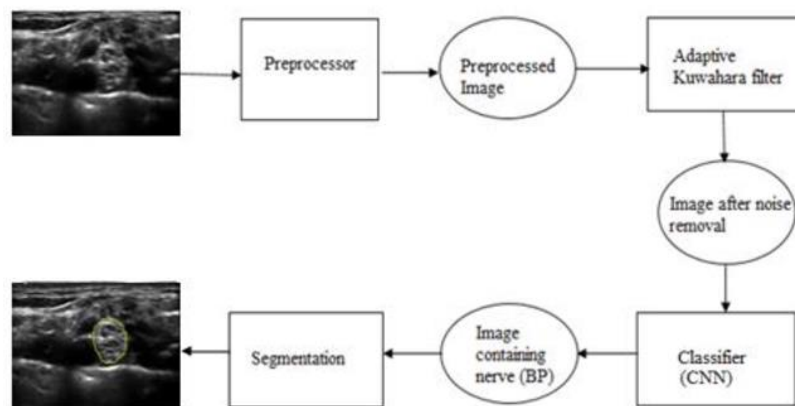 Preprocessor
Preprocessed
Image
Adaptive
Kuwahara filter
Image after noise
removal
Classifier
(CNN)
Image
containing
nerve (BP)
Segmentation